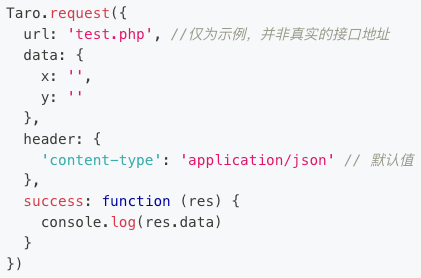 Taro.request({
  url: 'test.php', //仅为示例，并非真实的接口地址
  data: {
    x: '',
    y: ''
  },
  header: {
    'content-type': 'application/json' // 默认值
  },
  success: function (res) {
    console.log(res.data)
  }
})